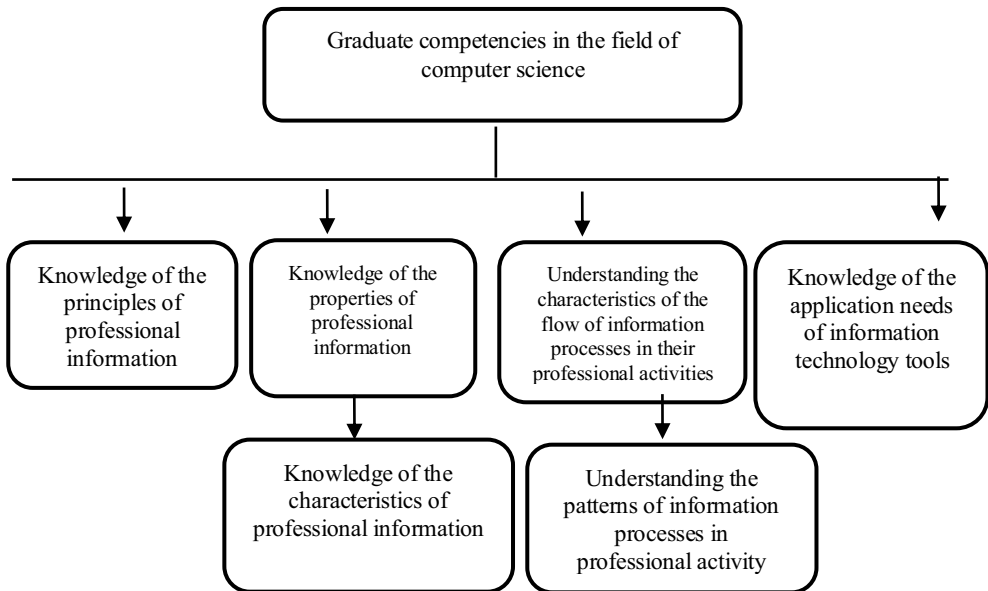 Graduate competencies in the field of
computer science
Knowledge of the
principles of
professional
information
Knowledge of the
properties of
professional
information
Understanding the
characteristics of the
flow of information
processes in their
professional activities
Knowledge of the
application needs
of information
technology tools
Knowledge of the
characteristics of
professional information
Understanding the
patterns of information
processes in
professional activity